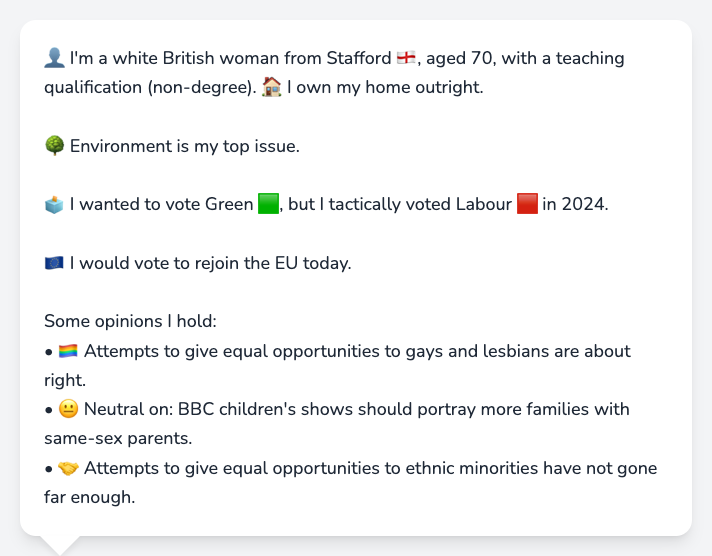 👤 I'm a white British woman from Stafford 🏴󠁧󠁢󠁥󠁮󠁧󠁿, aged 70, with a teaching
qualification (non-degree). 🏠 I own my home outright.
🌳 Environment is my top issue.
🗳️ I wanted to vote Green 🟩, but I tactically voted Labour 🟥 in 2024.
🇪🇺 I would vote to rejoin the EU today.
Some opinions I hold:
• 🏳️‍🌈 Attempts to give equal opportunities to gays and lesbians are about
right.
• 😐 Neutral on: BBC children's shows should portray more families with
same-sex parents.
• 🤝 Attempts to give equal opportunities to ethnic minorities have not gone
far enough.